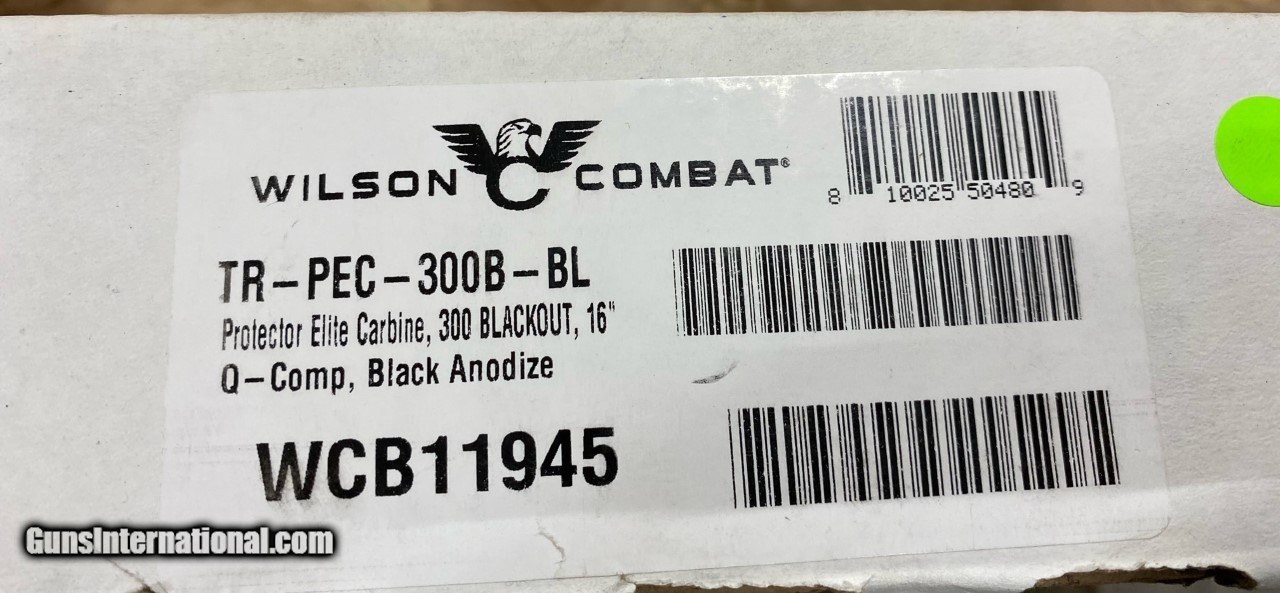 WILSON COMBAT®
8 10025 50480 9
TR-PEC-300B-BL
Protector Elite Carbine, 300 BLACKOUT, 16"
Q-Comp, Black Anodize
WCB11945
GunsInternational.com